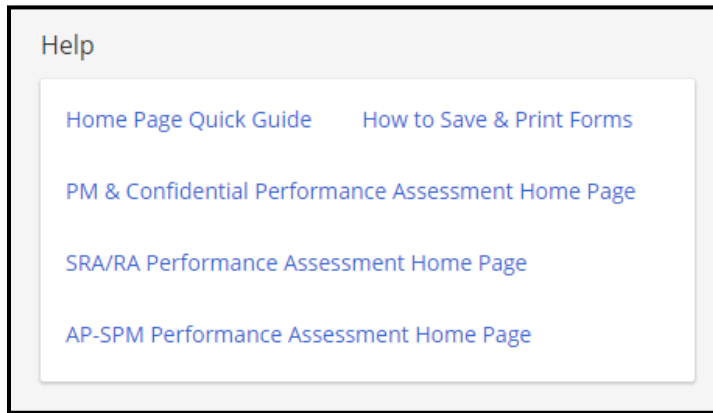 Help
Home Page Quick Guide How to Save & Print Forms
PM & Confidential Performance Assessment Home Page
SRA/RA Performance Assessment Home Page
AP-SPM Performance Assessment Home Page